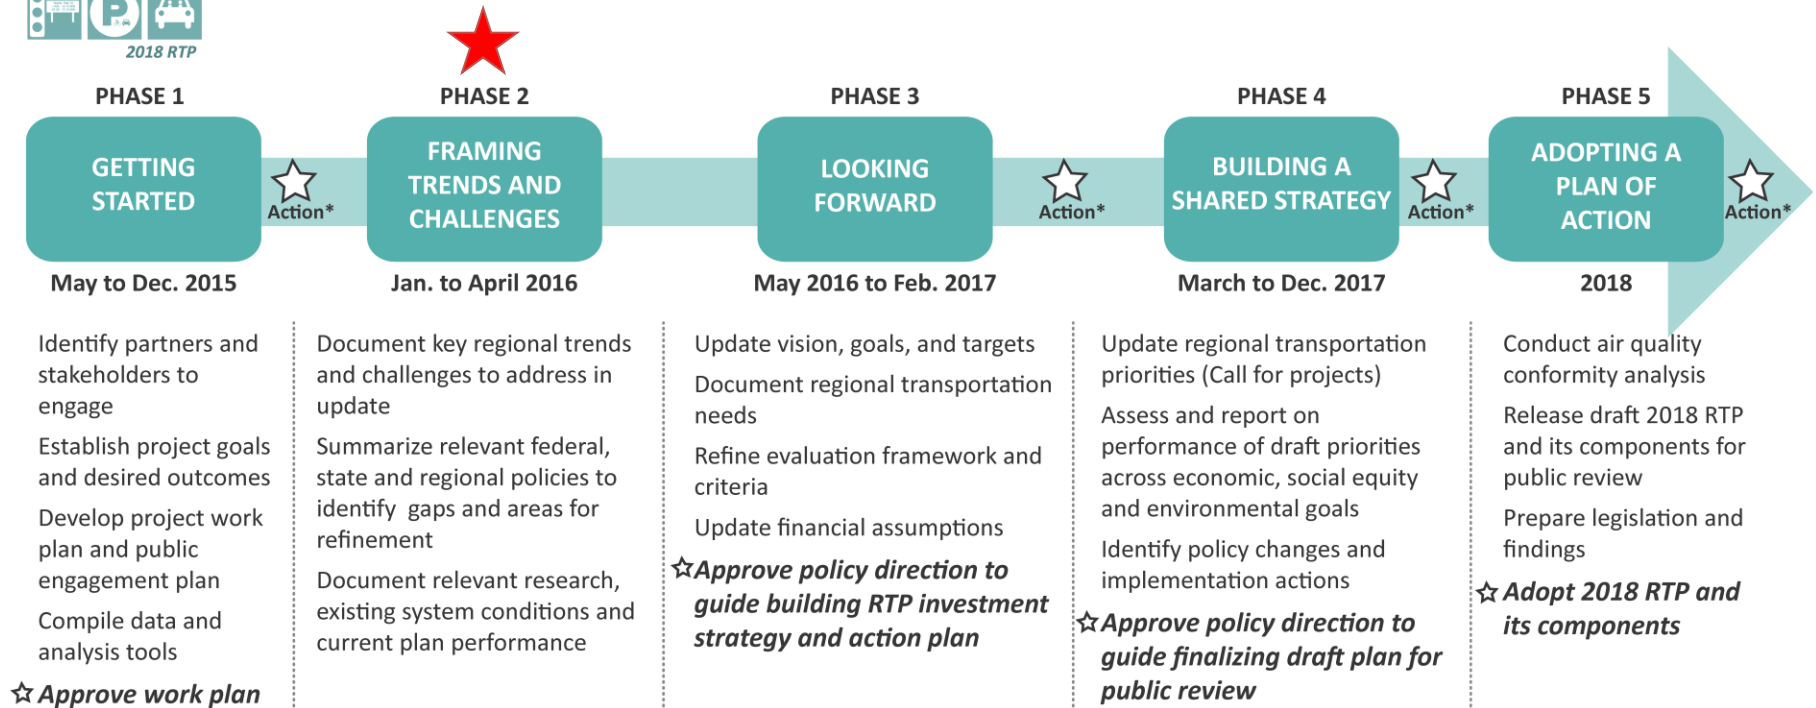 2018 RTP
PHASE 1
GETTING
STARTED
May to Dec. 2015
Identify partners and
stakeholders to
engage
Establish project goals
and desired outcomes
Develop project work
plan and public
engagement plan
Compile data and
analysis tools
Approve work plan
Action*
PHASE 2
FRAMING
TRENDS AND
CHALLENGES
Jan. to April 2016
Document key regional trends
and challenges to address in
update
Summarize relevant federal,
state and regional policies to
identify gaps and areas for
refinement
Document relevant research,
existing system conditions and
current plan performance
PHASE 3
LOOKING
FORWARD
May 2016 to Feb. 2017
Update vision, goals, and targets
Document regional transportation
needs
Refine evaluation framework and
criteria
Update financial assumptions
Approve policy direction to
guide building RTP investment
strategy and action plan
Action*
PHASE 4
BUILDING A
SHARED STRATEGY
March to Dec. 2017
Update regional transportation
priorities (Call for projects)
Assess and report on
performance of draft priorities
across economic, social equity
and environmental goals
Identify policy changes and
implementation actions
Approve policy direction to
guide finalizing draft plan for
public review
Action*
PHASE 5
ADOPTING A
PLAN OF
ACTION
2018
Conduct air quality
conformity analysis
Release draft 2018 RTP
and its components for
public review
Prepare legislation and
findings
Adopt 2018 RTP and
its components
Action*